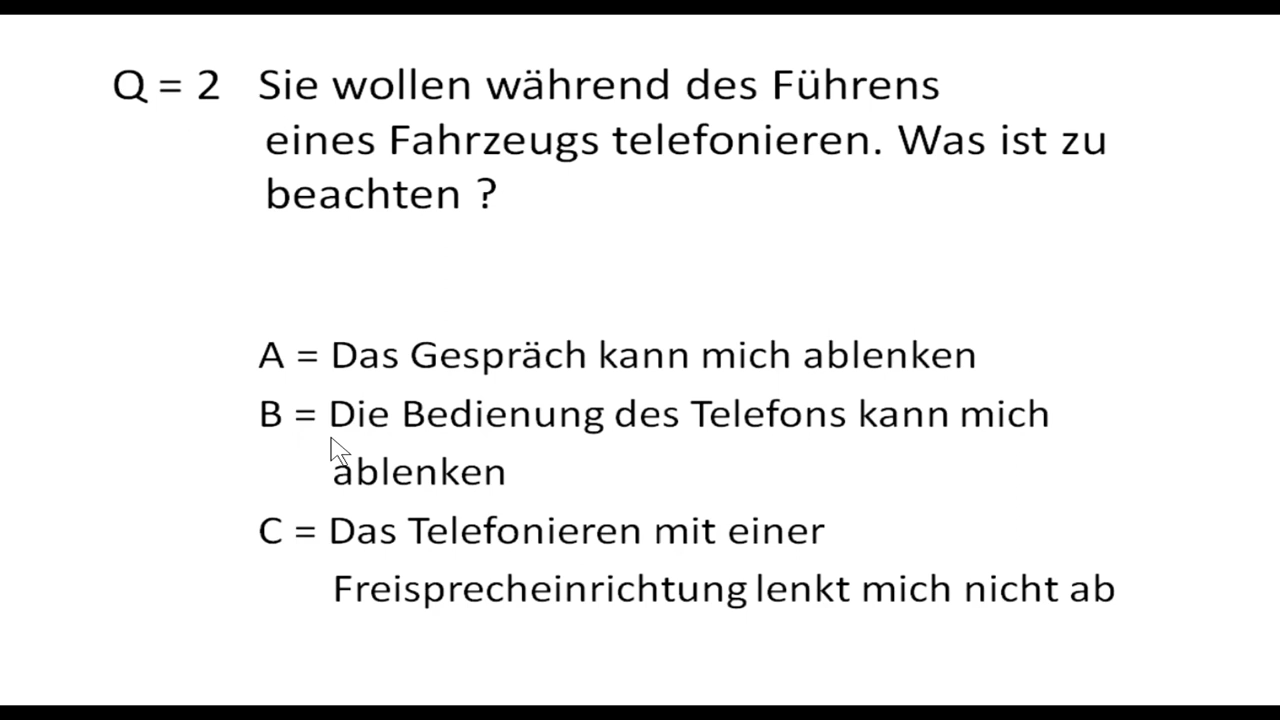 Q = 2 Sie wollen während des Führens
eines Fahrzeugs telefonieren. Was ist zu
beachten ?
A = Das Gespräch kann mich ablenken
B = Die Bedienung des Telefons kann mich
ablenken
C = Das Telefonieren mit einer
Freisprecheinrichtung lenkt mich nicht ab